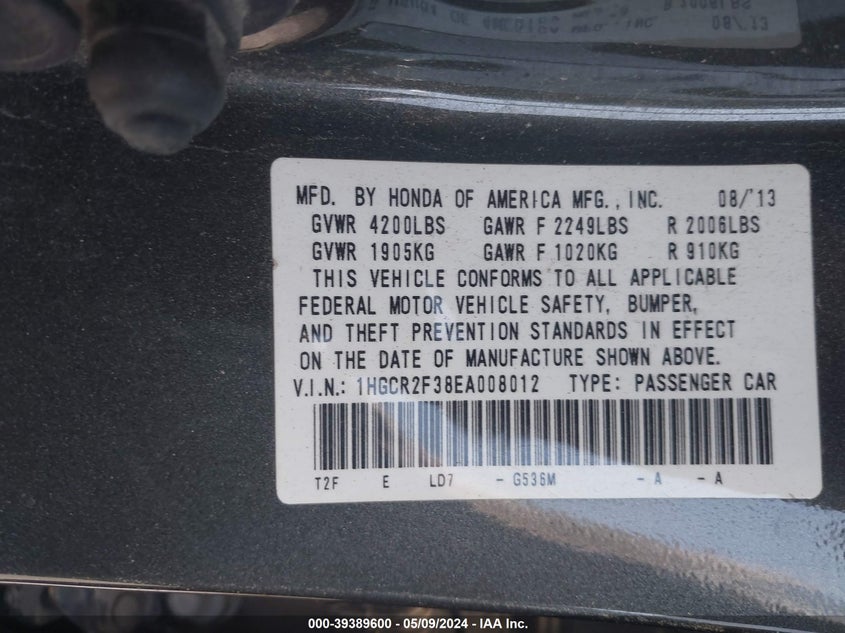 MFD. BY HONDA OF AMERICA MFG., INC. 08/'13
GVWR 4200LBS GAWR F 2249LBS R 2006LBS
GVWR 1905KG GAWR F 1020KG R 910KG
THIS VEHICLE CONFORMS TO ALL APPLICABLE
FEDERAL MOTOR VEHICLE SAFETY, BUMPER,
AND THEFT PREVENTION STANDARDS IN EFFECT
ON THE DATE OF MANUFACTURE SHOWN ABOVE.
V.I.N.: 1HGCR2F38EA008012 TYPE: PASSENGER CAR
T2F E LD7 - G536M - A - A
000-39389600 - 05/09/2024 - IAA Inc.